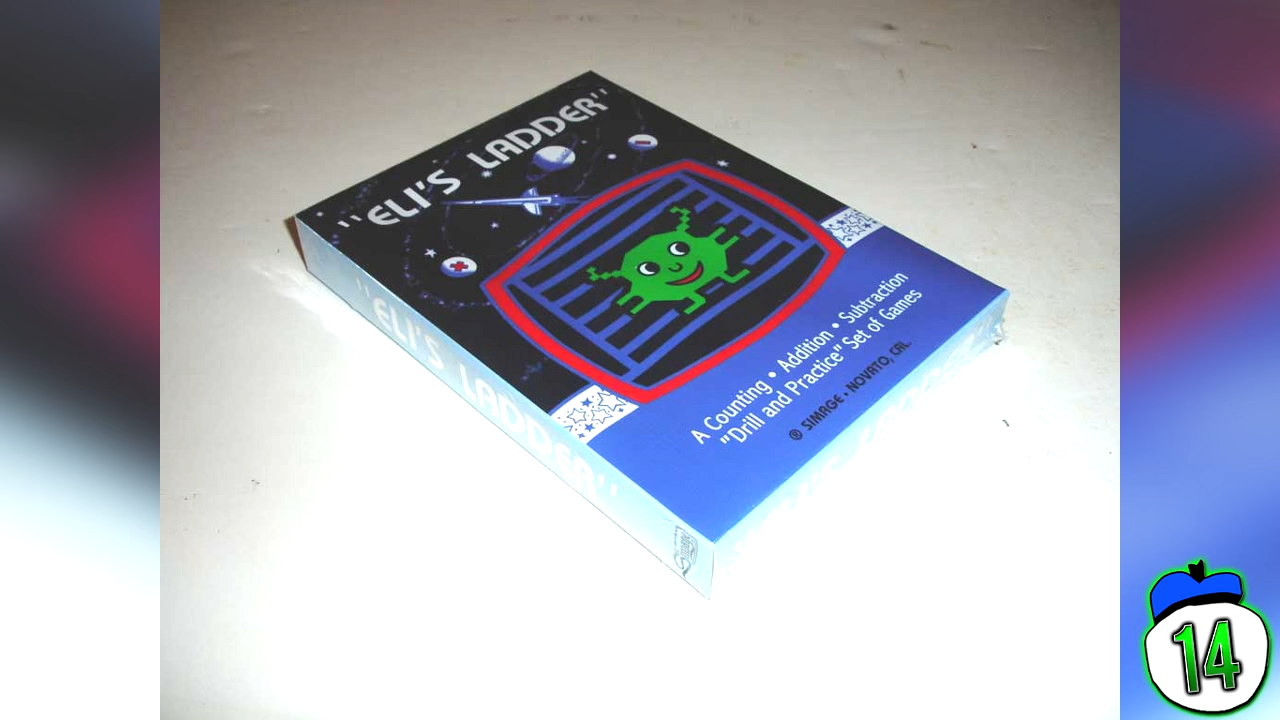 "ELI'S LADDER"
A Counting • Addition • Subtraction
"Drill and Practice" Set of Games
® SIMAGE • NOVATO, CAL.
"ELI'S LADDER"
14